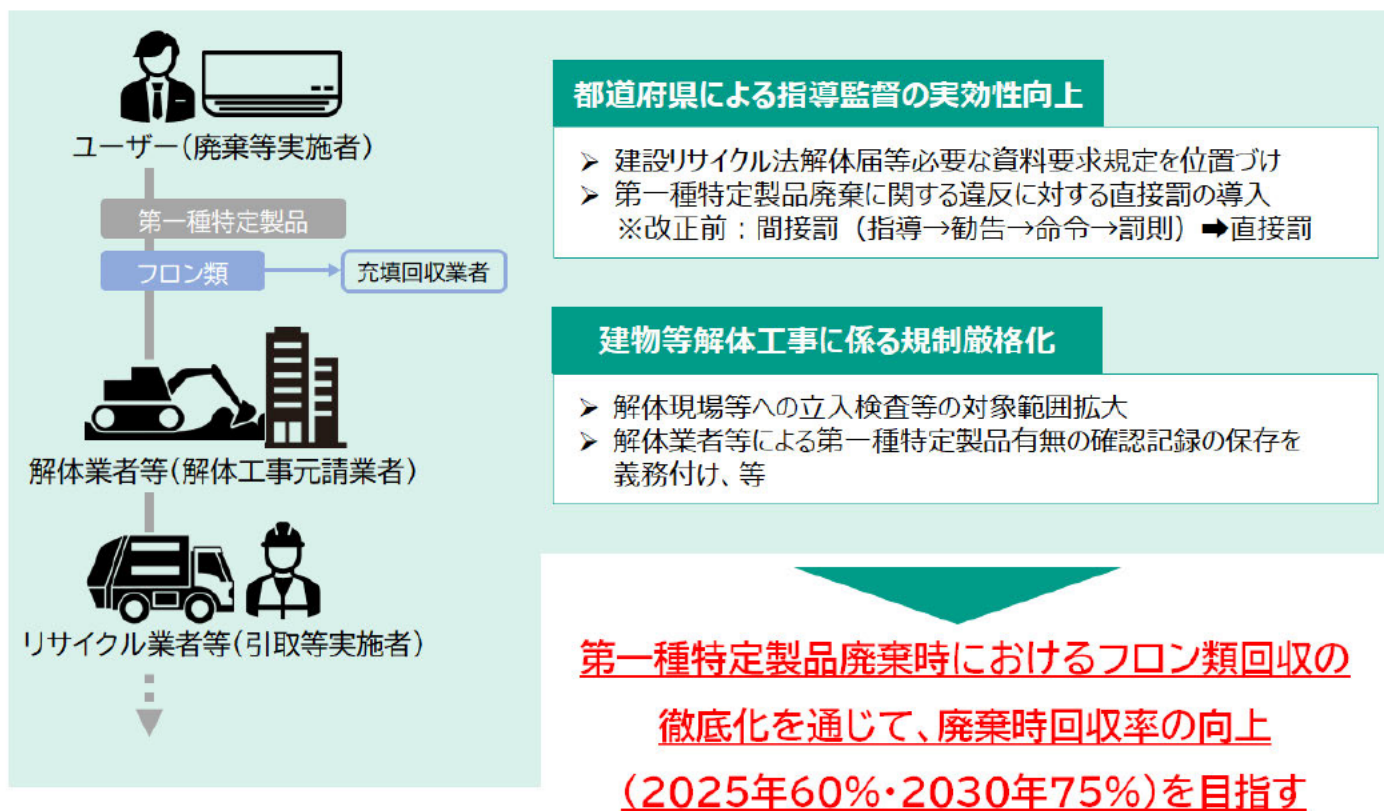 ユーザー(廃棄等実施者)
第一種特定製品
フロン類
充填回収業者
解体業者等(解体工事元請業者)
リサイクル業者等(引取等実施者)
都道府県による指導監督の実効性向上
➢ 建設リサイクル法解体届等必要な資料要求規定を位置づけ
➢ 第一種特定製品廃棄に関する違反に対する直接罰の導入
※改正前：間接罰（指導→勧告→命令→罰則）➡直接罰
建物等解体工事に係る規制厳格化
➢ 解体現場等への立入検査等の対象範囲拡大
➢ 解体業者等による第一種特定製品有無の確認記録の保存を
義務付け、等
第一種特定製品廃棄時におけるフロン類回収の
徹底化を通じて、廃棄時回収率の向上
（2025年60%・2030年75%)を目指す